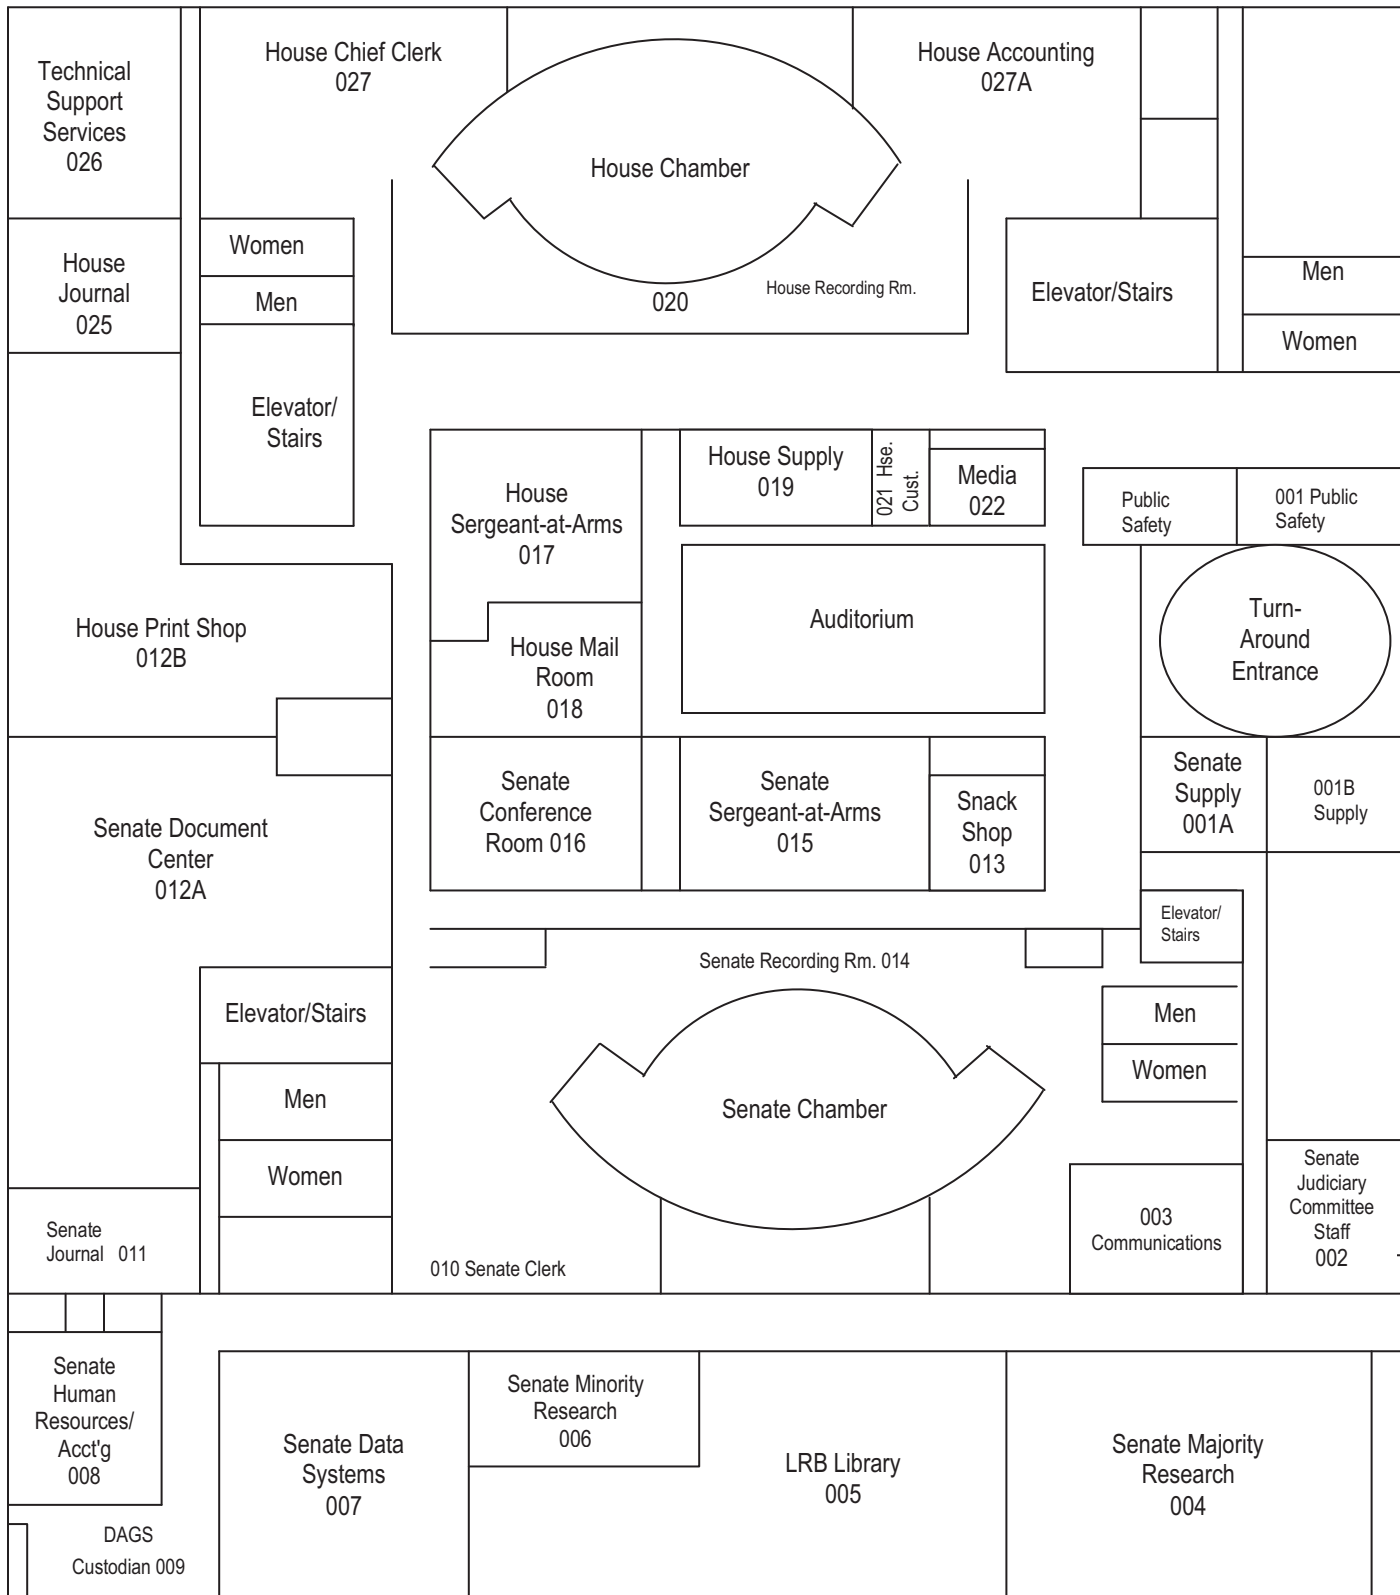 Technical
Support
Services
026
House Chief Clerk
027
House Chamber
House Accounting
027A
House
Journal
025
Women
Men
Elevator/
Stairs
020
House Recording Rm.
Elevator/Stairs
Men
Women
House
Sergeant-at-Arms
017
House Supply
019
021 Hse.
Cust.
Media
022
Public
Safety
001 Public
Safety
House Print Shop
012B
House Mail
Room
018
Auditorium
Turn-
Around
Entrance
Senate Document
Center
012A
Senate
Conference
Room 016
Senate
Sergeant-at-Arms
015
Snack
Shop
013
Senate
Supply
001A
001B
Supply
Elevator/
Stairs
Senate Recording Rm. 014
Elevator/Stairs
Men
Women
Senate Chamber
Men
Women
Senate
Journal 011
010 Senate Clerk
003
Communications
Senate
Judiciary
Committee
Staff
002
Senate
Human
Resources/
Acct'g
008
Senate Data
Systems
007
Senate Minority
Research
006
LRB Library
005
Senate Majority
Research
004
DAGS
Custodian 009